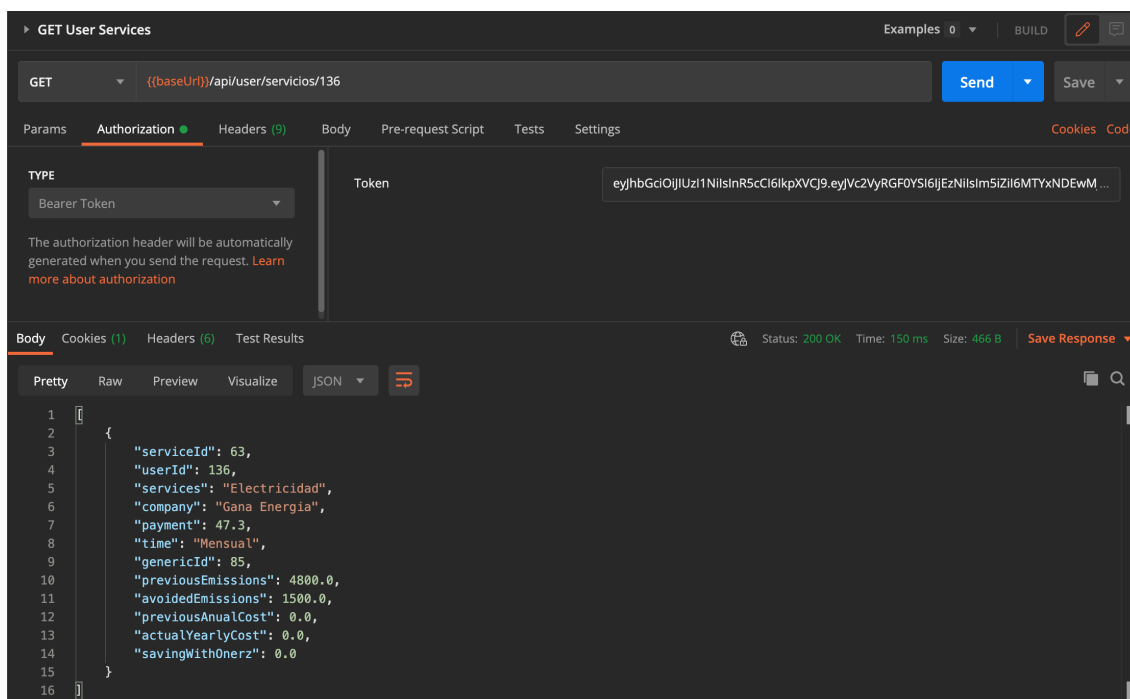 GET User Services
Examples 0
BUILD
GET
{{baseUrl}}/api/user/servicios/136
Send
Save
Params
Authorization
Headers (9)
Body
Pre-request Script
Tests
Settings
Cookies
Cod
TYPE
Bearer Token
The authorization header will be automatically
generated when you send the request. Learn
more about authorization
Token
eyJhbGciOiJIUzI1NiIsInR5cCI6IkpXVCJ9.eyJVc2VyRGF0YSI6IjEzNiIsIm5iZiI6MTYxNDEwM ...
Body
Cookies (1)
Headers (6)
Test Results
Status: 200 OK
Time: 150 ms
Size: 466 B
Save Response
Pretty
Raw
Preview
Visualize
JSON
1 [
2 {
3 "serviceId": 63,
4 "userId": 136,
5 "services": "Electricidad",
6 "company": "Gana Energia",
7 "payment": 47.3,
8 "time": "Mensual",
9 "genericId": 85,
10 "previousEmissions": 4800.0,
11 "avoidedEmissions": 1500.0,
12 "previousAnualCost": 0.0,
13 "actualYearlyCost": 0.0,
14 "savingWithOnerz": 0.0
15 }
16 ]